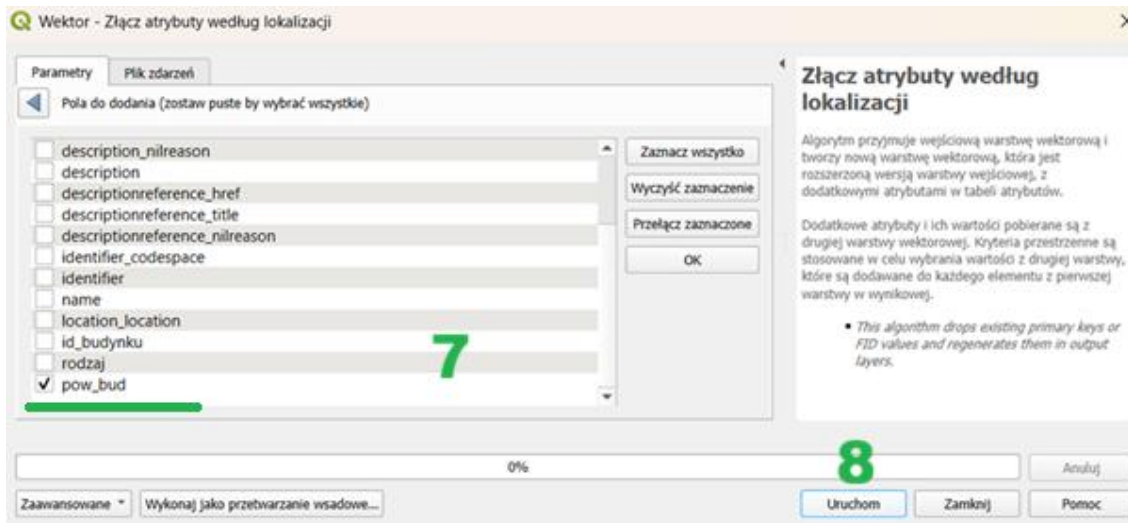 Wektor - Złącz atrybuty według lokalizacji
Parametry Plik zdarzeń
Pola do dodania (zostaw puste by wybrać wszystkie)
description_nilreason
description
descriptionreference_href
descriptionreference_title
descriptionreference_nilreason
identifier_codespace
identifier
name
location_location
id_budynku
rodzaj
pow_bud
7
Zaznacz wszystko
Wyczyść zaznaczenie
Przełącz zaznaczone
OK
Złącz atrybuty według
lokalizacji
Algorytm przyjmuje wejściową warstwę wektorową i
tworzy nową warstwę wektorową, która jest
rozszerzoną wersją warstwy wejściowej, z
dodatkowymi atrybutami w tabeli atrybutów.
Dodatkowe atrybuty i ich wartości pobierane są z
drugiej warstwy wektorowej. Kryteria przestrzenne są
stosowane w celu wybrania wartości z drugiej warstwy,
które są dodawane do każdego elementu z pierwszej
warstwy w wynikowej.
This algorithm drops existing primary keys or
FID values and regenerates them in output
layers.
0%
8
Anuluj
Zaawansowane Wykonaj jako przetwarzanie wsadowe...
Uruchom Zamknij Pomoc